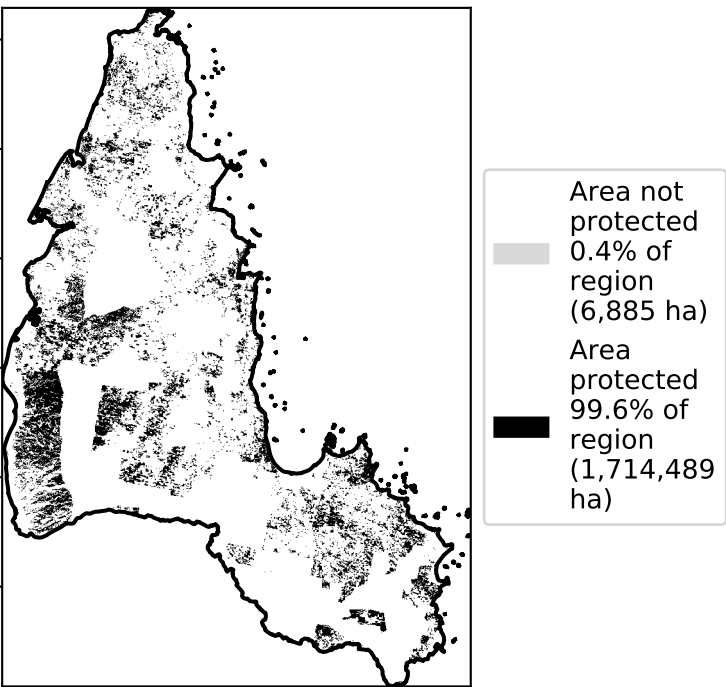 Area not
protected
0.4% of
region
(6,885 ha)
Area
protected
99.6% of
region
(1,714,489
ha)